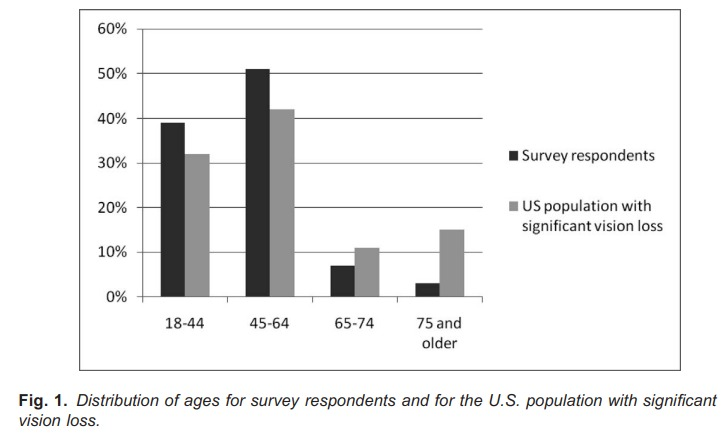 60%
50%
40%
30%
20%
10%
0%
18-44
45-64
65-74
75 and
older
Survey respondents
US population with
significant vision loss
Fig. 1. Distribution of ages for survey respondents and for the U.S. population with significant
vision loss.